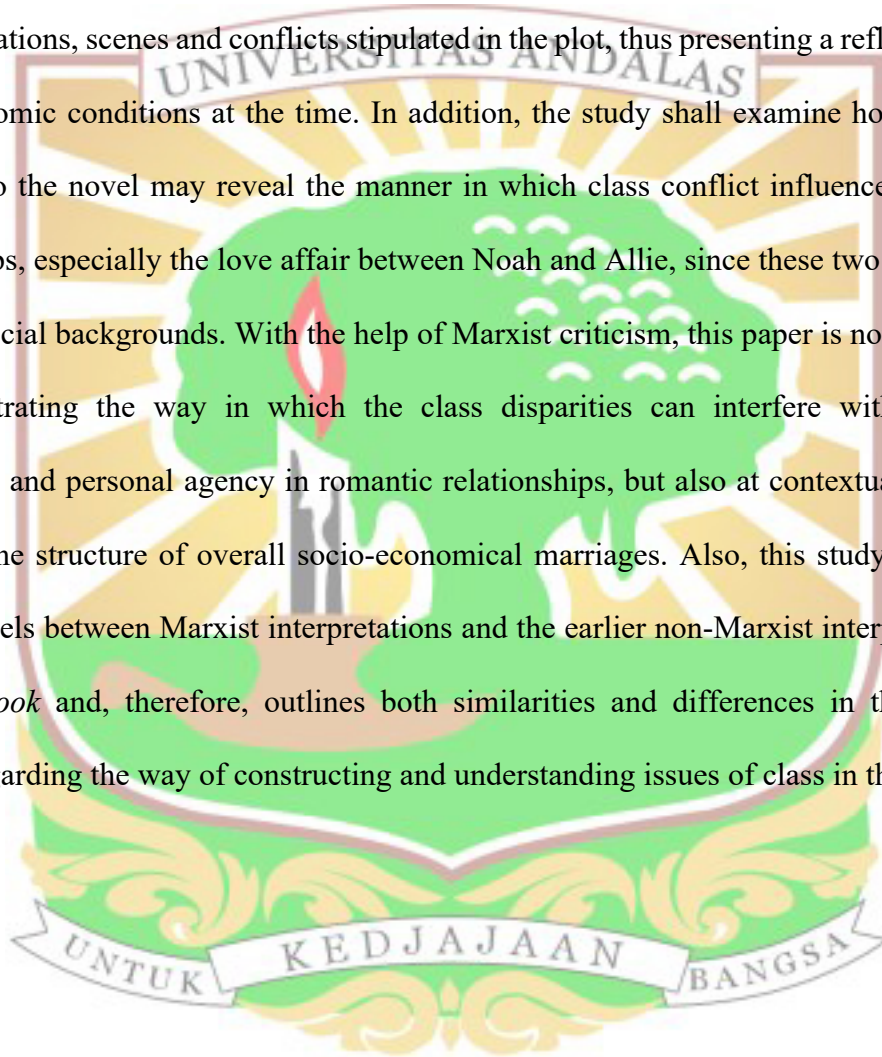 ations, scenes and conflicts stipulated in the plot, thus presenting a refl
UNIVERSITAS ANDALAS
omic conditions at the time. In addition, the study shall examine ho
o the novel may reveal the manner in which class conflict influence
ps, especially the love affair between Noah and Allie, since these two
cial backgrounds. With the help of Marxist criticism, this paper is no
trating the way in which the class disparities can interfere with
and personal agency in romantic relationships, but also at contextua
he structure of overall socio-economical marriages. Also, this study
els between Marxist interpretations and the earlier non-Marxist interp
ook and, therefore, outlines both similarities and differences in th
arding the way of constructing and understanding issues of class in th
UNTUK KEDJAJAAN BANGSA